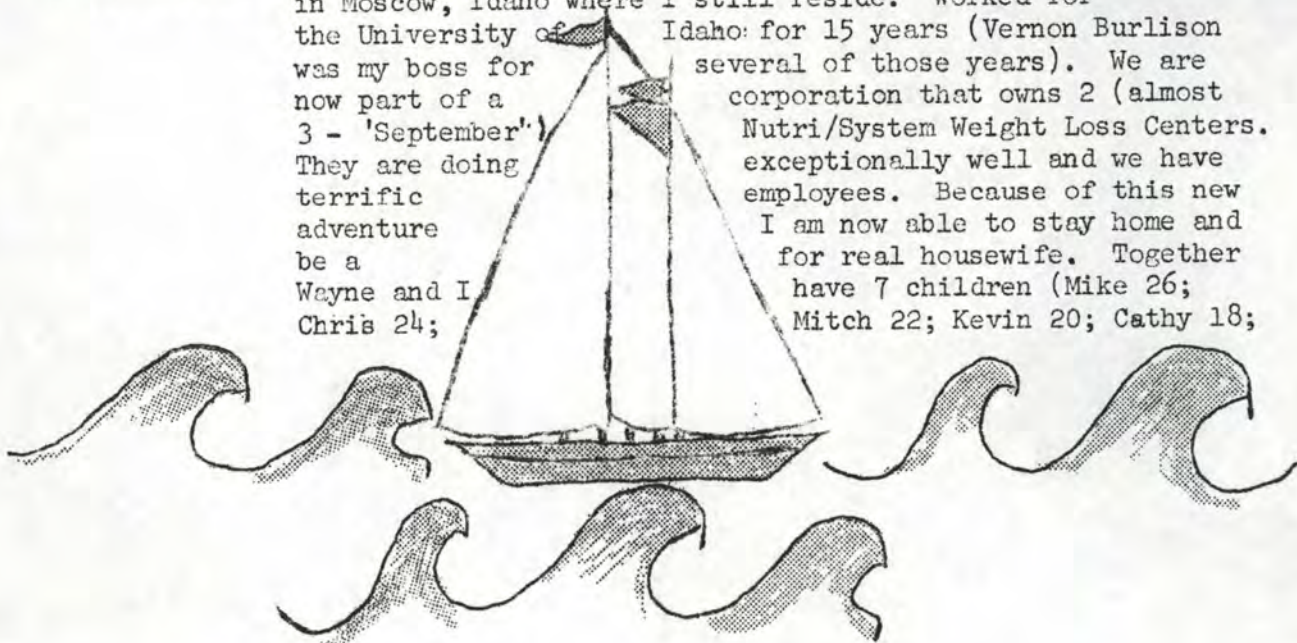 in Moscow, Idaho where I still reside. Worked for
the University of Idaho: for 15 years (Vernon Burlison
was my boss for several of those years). We are
now part of a corporation that owns 2 (almost
3 - 'September') Nutri/System Weight Loss Centers.
They are doing exceptionally well and we have
terrific employees. Because of this new
adventure I am now able to stay home and
be a for real housewife. Together
Wayne and I have 7 children (Mike 26;
Chris 24; Mitch 22; Kevin 20; Cathy 18;